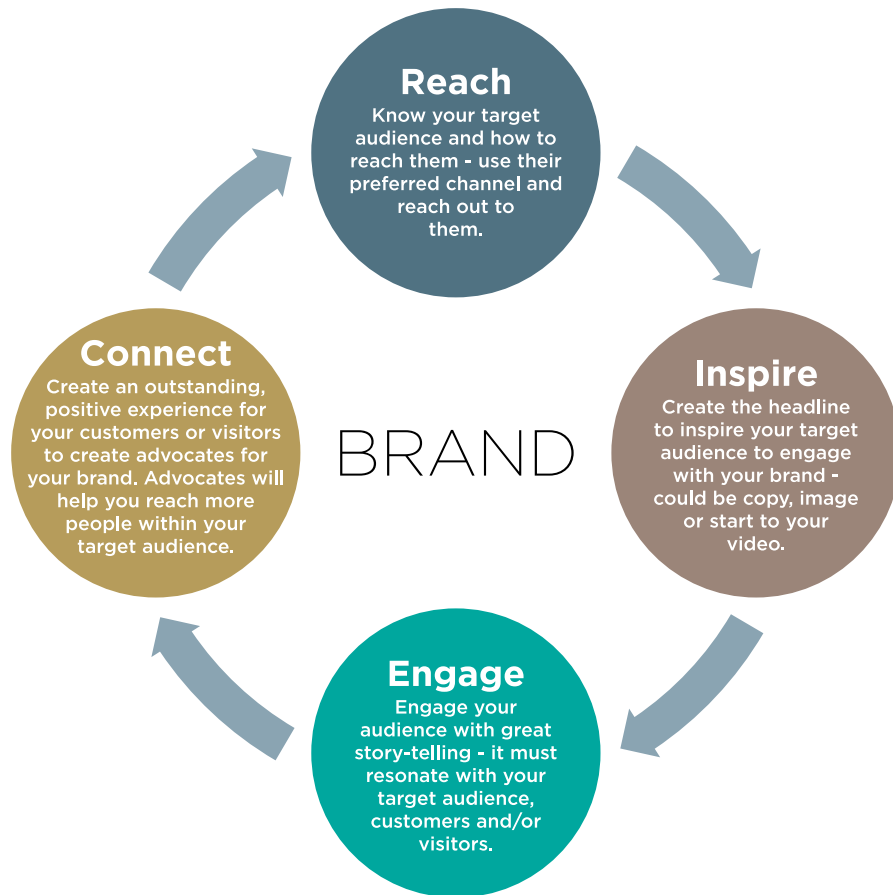 Reach
Know your target
audience and how to
reach them - use their
preferred channel and
reach out to
them.
Inspire
Create the headline
to inspire your target
audience to engage
with your brand -
could be copy, image
or start to your
video.
Engage
Engage your
audience with great
story-telling - it must
resonate with your
target audience,
customers and/or
visitors.
Connect
Create an outstanding,
positive experience for
your customers or visitors
to create advocates for
your brand. Advocates will
help you reach more
people within your
target audience.
BRAND